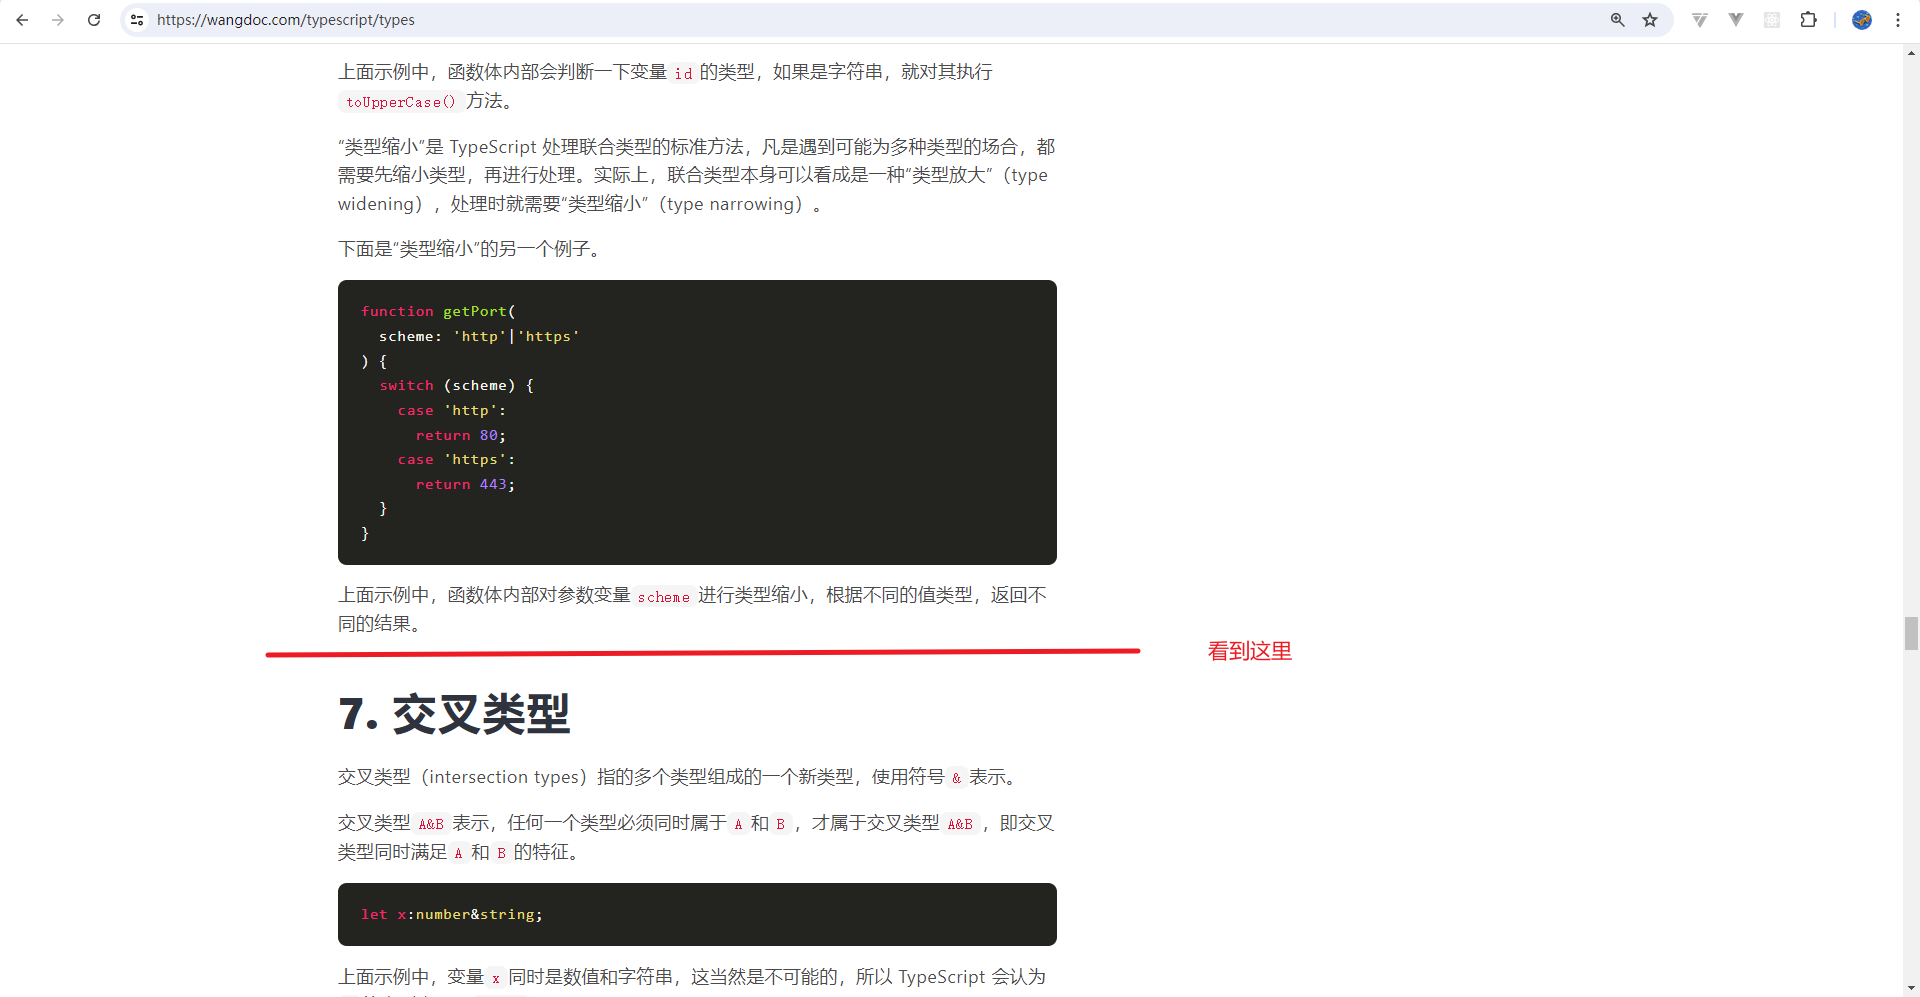 https://wangdoc.com/typescript/types
上面示例中，函数体内部会判断一下变量 id 的类型，如果是字符串，就对其执行
toUpperCase() 方法。
“类型缩小”是 TypeScript 处理联合类型的标准方法，凡是遇到可能为多种类型的场合，都
需要先缩小类型，再进行处理。实际上，联合类型本身可以看成是一种“类型放大”（type
widening），处理时就需要“类型缩小”（type narrowing）。
下面是“类型缩小”的另一个例子。
function getPort(
  scheme: 'http'|'https'
) {
  switch (scheme) {
    case 'http':
      return 80;
    case 'https':
      return 443;
  }
}
上面示例中，函数体内部对参数变量 scheme 进行类型缩小，根据不同的值类型，返回不
同的结果。
看到这里
7. 交叉类型
交叉类型（intersection types）指的多个类型组成的一个新类型，使用符号 & 表示。
交叉类型 A&B 表示，任何一个类型必须同时属于 A 和 B ，才属于交叉类型 A&B ，即交叉
类型同时满足 A 和 B 的特征。
let x:number&string;
上面示例中，变量 x 同时是数值和字符串，这当然是不可能的，所以 TypeScript 会认为